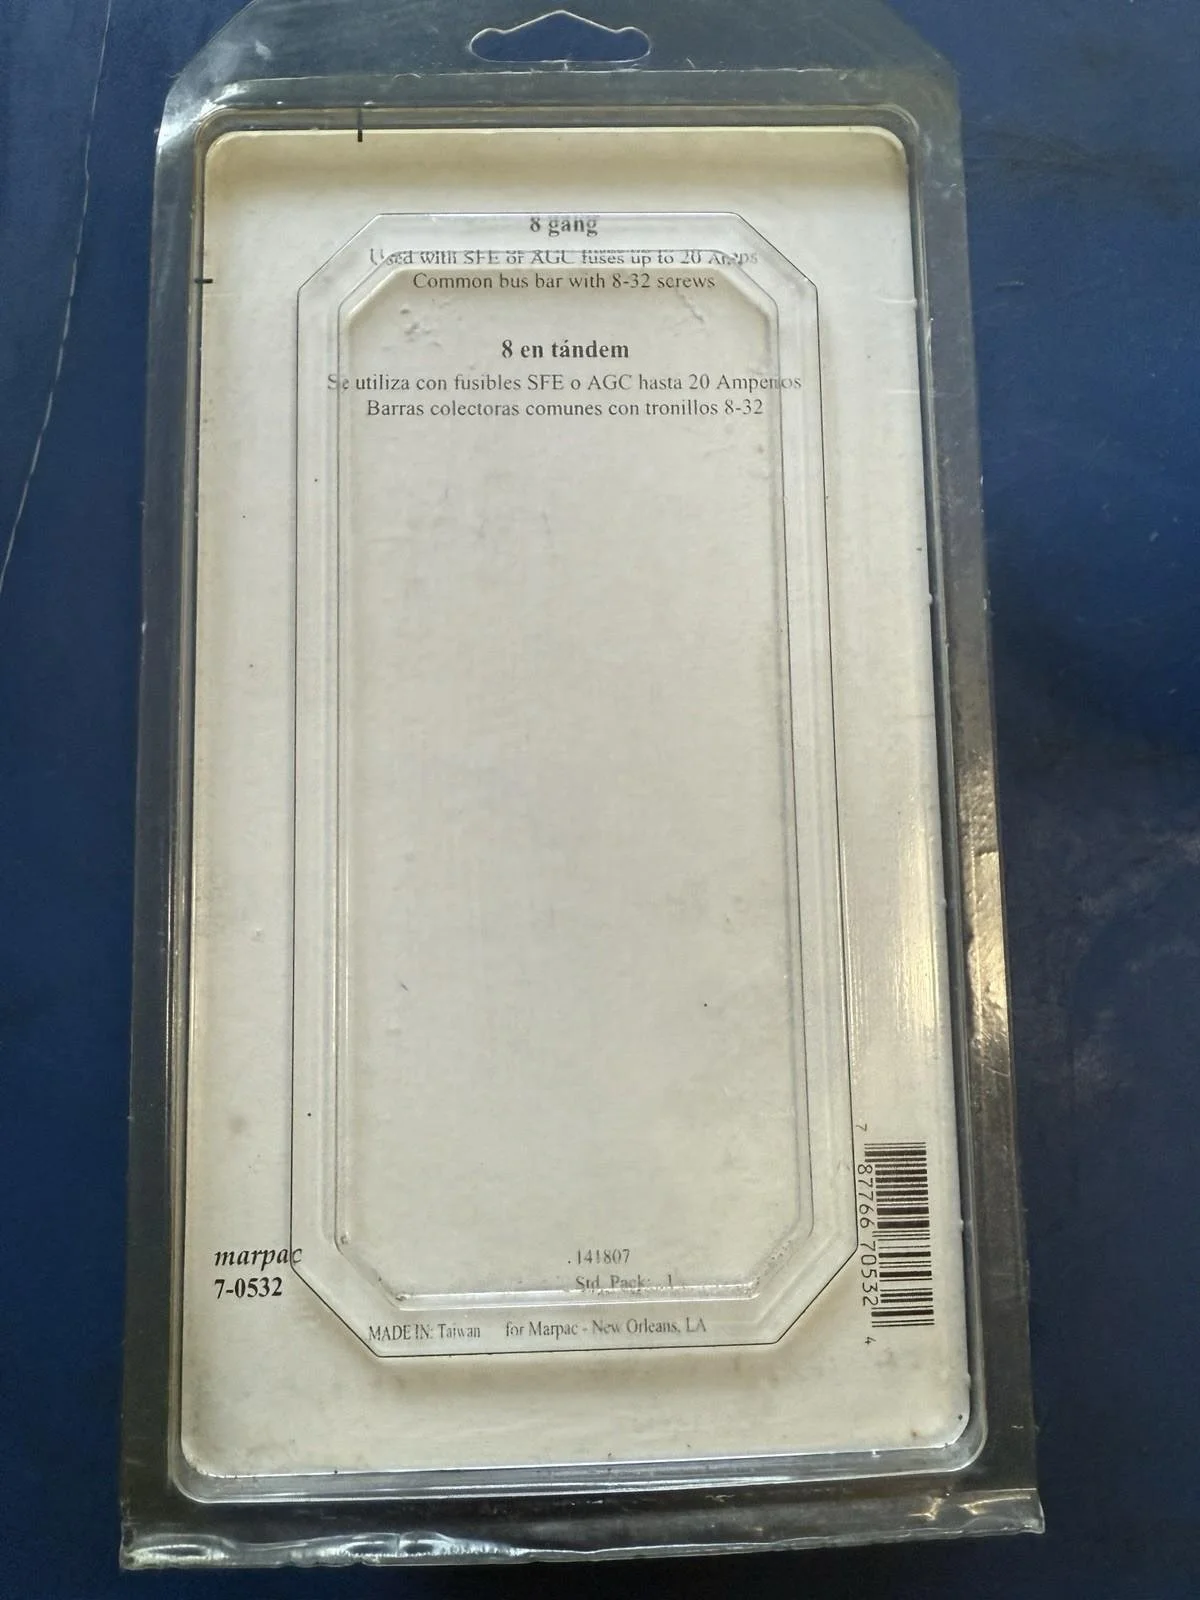 8 gang
Used with SFE or AGC fuses up to 20 Amps
Common bus bar with 8-32 screws
8 en tándem
Se utiliza con fusibles SFE o AGC hasta 20 Amperios
Barras colectoras comunes con tronillos 8-32
marpac
7-0532
.141807
Std. Pack: 1
MADE IN: Taiwan for Marpac - New Orleans, LA
7 87766 70532 4